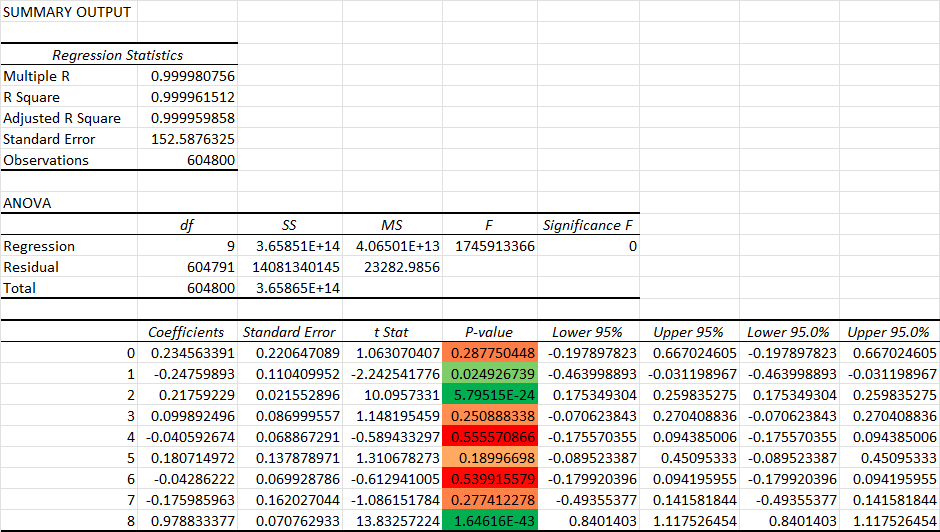 SUMMARY OUTPUT
Regression Statistics
Multiple R 0.999980756
R Square 0.999961512
Adjusted R Square 0.999959858
Standard Error 152.5876325
Observations 604800
ANOVA
df SS MS F Significance F
Regression 9 3.65851E+14 4.06501E+13 1745913366 0
Residual 604791 14081340145 23282.9856
Total 604800 3.65865E+14
Coefficients Standard Error t Stat P-value Lower 95% Upper 95% Lower 95.0% Upper 95.0%
0 0.234563391 0.220647089 1.063070407 0.287750448 -0.197897823 0.667024605 -0.197897823 0.667024605
1 -0.24759893 0.110409952 -2.242541776 0.024926739 -0.463998893 -0.031198967 -0.463998893 -0.031198967
2 0.21759229 0.021552896 10.0957331 5.79515E-24 0.175349304 0.259835275 0.175349304 0.259835275
3 0.099892496 0.086999557 1.148195459 0.250888338 -0.070623843 0.270408836 -0.070623843 0.270408836
4 -0.040592674 0.068867291 -0.589433297 0.555570866 -0.175570355 0.094385006 -0.175570355 0.094385006
5 0.180714972 0.137878971 1.310678273 0.18996698 -0.089523387 0.45095333 -0.089523387 0.45095333
6 -0.04286222 0.069928786 -0.612941005 0.539915579 -0.179920396 0.094195955 -0.179920396 0.094195955
7 -0.175985963 0.162027044 -1.086151784 0.277412278 -0.49355377 0.141581844 -0.49355377 0.141581844
8 0.978833377 0.070762933 13.83257224 1.64616E-43 0.8401403 1.117526454 0.8401403 1.117526454